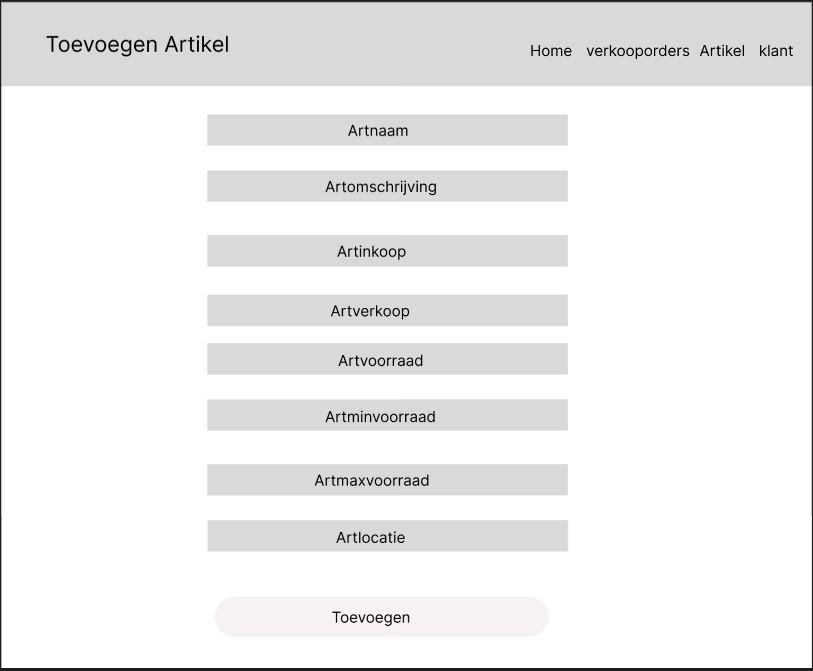 Toevoegen Artikel
Home verkooporders Artikel klant
Artnaam
Artomschrijving
Artinkoop
Artverkoop
Artvoorraad
Artminvoorraad
Artmaxvoorraad
Artlocatie
Toevoegen